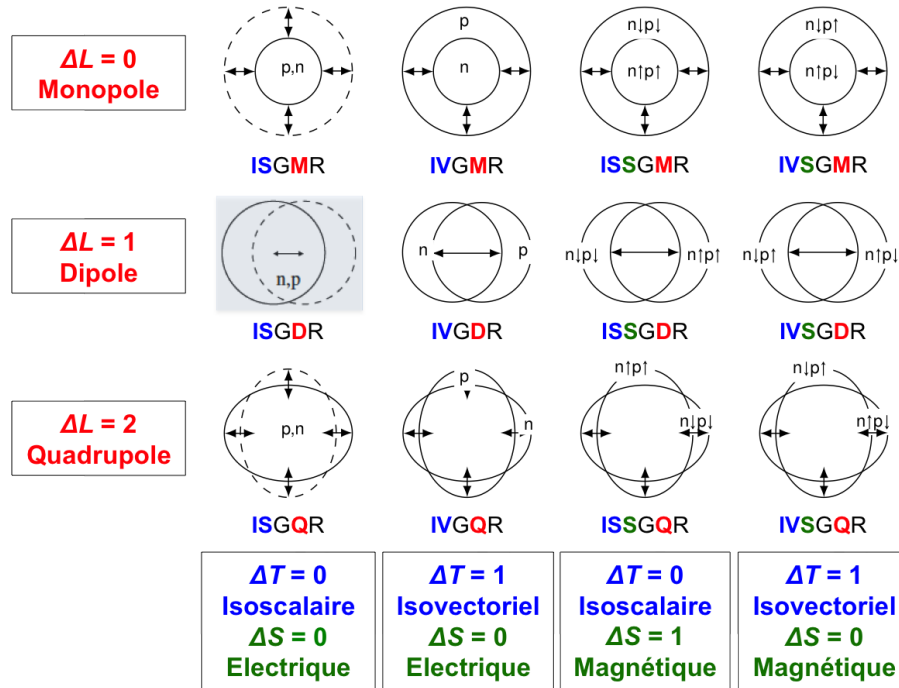 ΔL = 0
Monopole
p,n
ISGMR
p
n
IVGMR
n↓p↓
n↑p↑
ISSGMR
n↓p↑
n↑p↓
IVSGMR
ΔL = 1
Dipole
n,p
ISGDR
n
p
IVGDR
n↓p↓
n↑p↑
ISSGDR
n↓p↑
n↑p↓
IVSGDR
ΔL = 2
Quadrupole
p,n
ISGQR
p
n
IVGQR
n↑p↑
n↓p↓
ISSGQR
n↓p↑
n↑p↓
IVSGQR
ΔT = 0
Isoscalaire
ΔS = 0
Electrique
ΔT = 1
Isovectoriel
ΔS = 0
Electrique
ΔT = 0
Isoscalaire
ΔS = 1
Magnétique
ΔT = 1
Isovectoriel
ΔS = 0
Magnétique